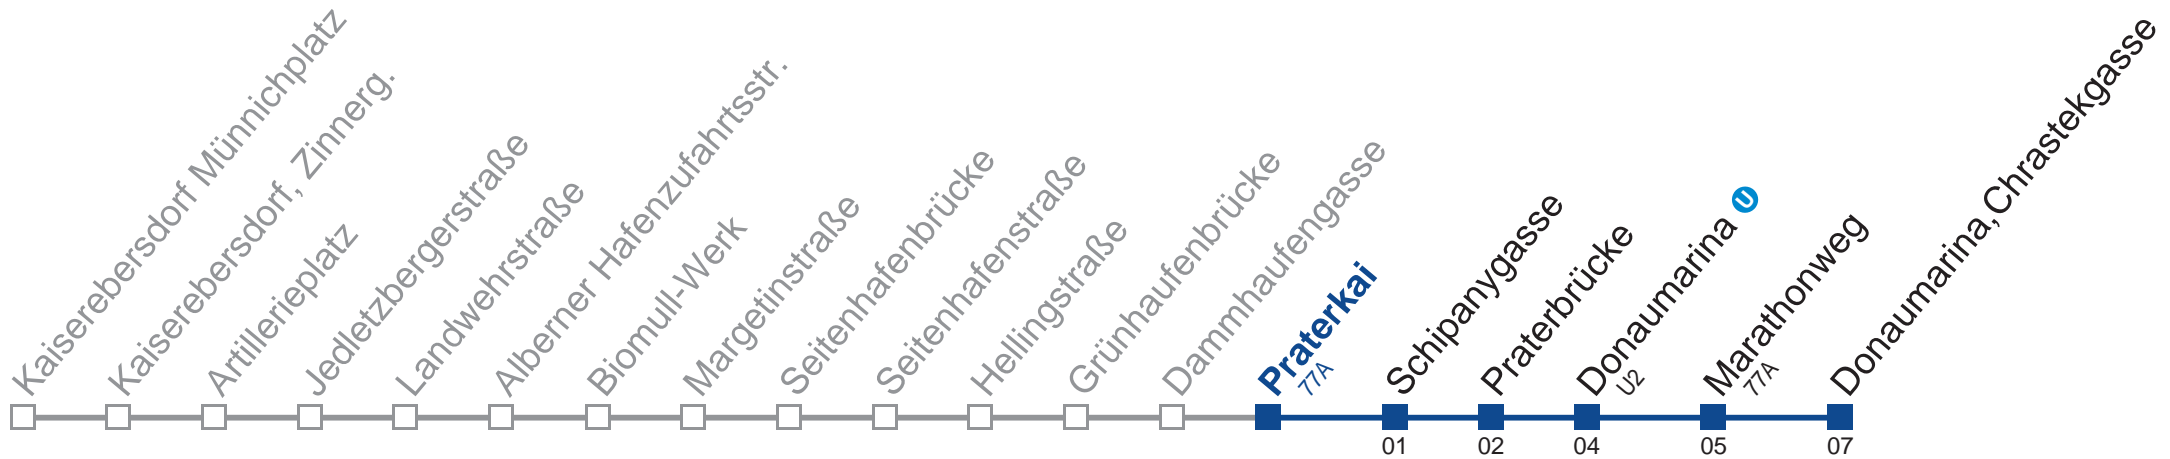 Kaiserebersdorf Münnichplatz
Kaiserebersdorf, Zinnerg.
Artillerieplatz
Jedletzbergerstraße
Landwehrstraße
Alberner Hafenzufahrtsstr.
Biomull-Werk
Margetinstraße
Seitenhafenbrücke
Seitenhafenstraße
Hellingstraße
Grünhaufenbrücke
Dammhaufengasse
Praterkai
77A
Schipanygasse
01
Praterbrücke
02
Donaumarina U
U2
04
Marathonweg
77A
05
Donaumarina, Chrastekgasse
07